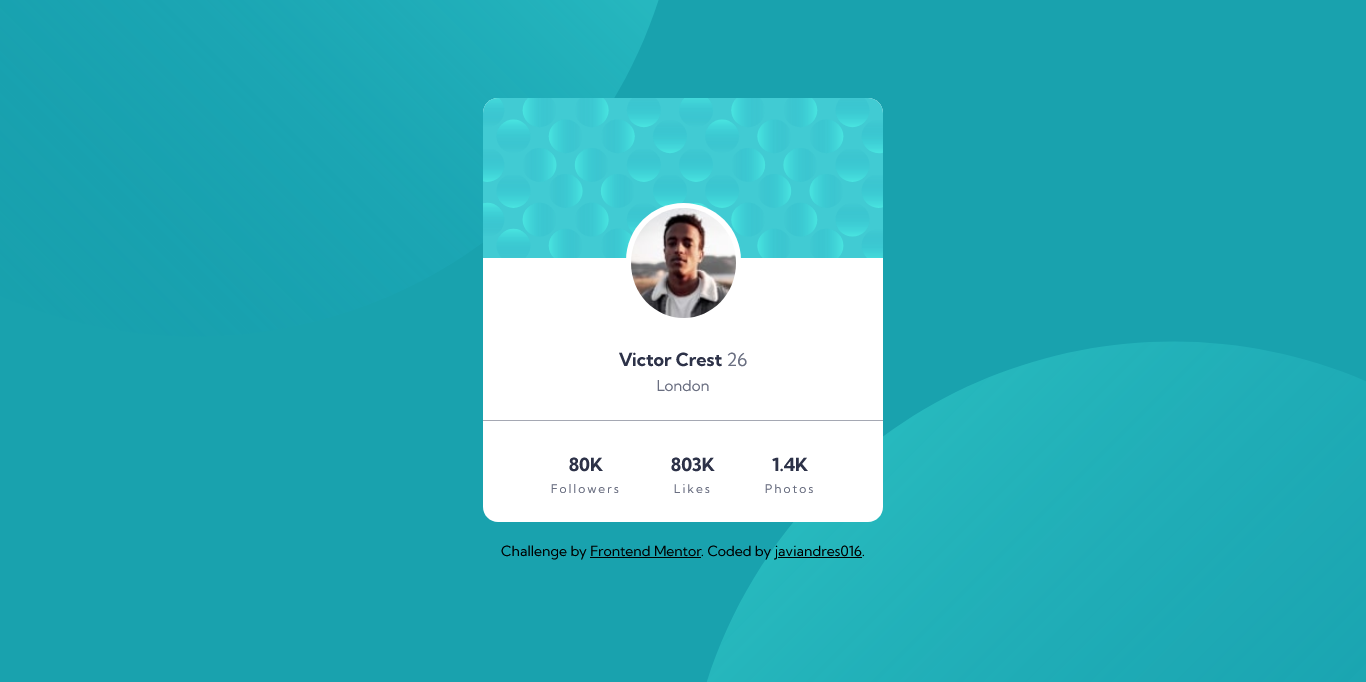 Victor Crest 26
London
80K 803K 1.4K
Followers Likes Photos
Challenge by Frontend Mentor. Coded by javiandres016.